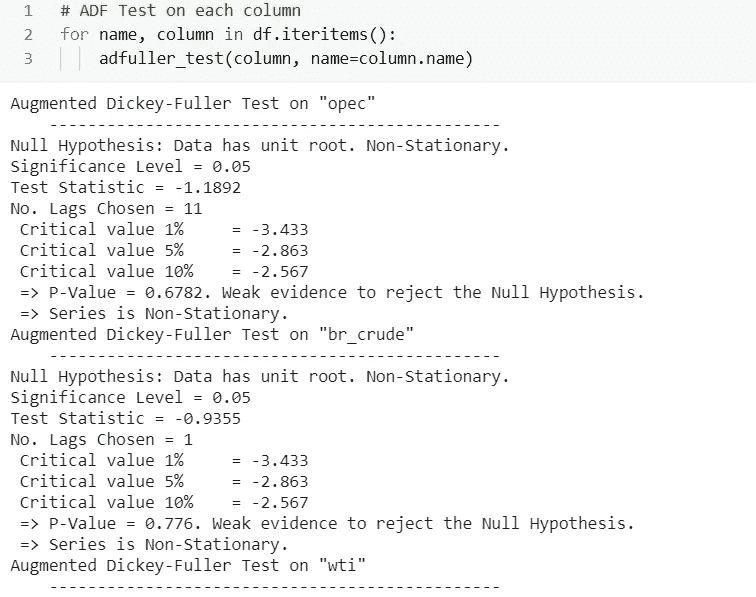 1 # ADF Test on each column
2 for name, column in df.iteritems():
3 adfuller_test(column, name=column.name)
Augmented Dickey-Fuller Test on "opec"
-----------------------------------------------
Null Hypothesis: Data has unit root. Non-Stationary.
Significance Level = 0.05
Test Statistic = -1.1892
No. Lags Chosen = 11
Critical value 1% = -3.433
Critical value 5% = -2.863
Critical value 10% = -2.567
=> P-Value = 0.6782. Weak evidence to reject the Null Hypothesis.
=> Series is Non-Stationary.
Augmented Dickey-Fuller Test on "br_crude"
-----------------------------------------------
Null Hypothesis: Data has unit root. Non-Stationary.
Significance Level = 0.05
Test Statistic = -0.9355
No. Lags Chosen = 1
Critical value 1% = -3.433
Critical value 5% = -2.863
Critical value 10% = -2.567
=> P-Value = 0.776. Weak evidence to reject the Null Hypothesis.
=> Series is Non-Stationary.
Augmented Dickey-Fuller Test on "wti"
-----------------------------------------------